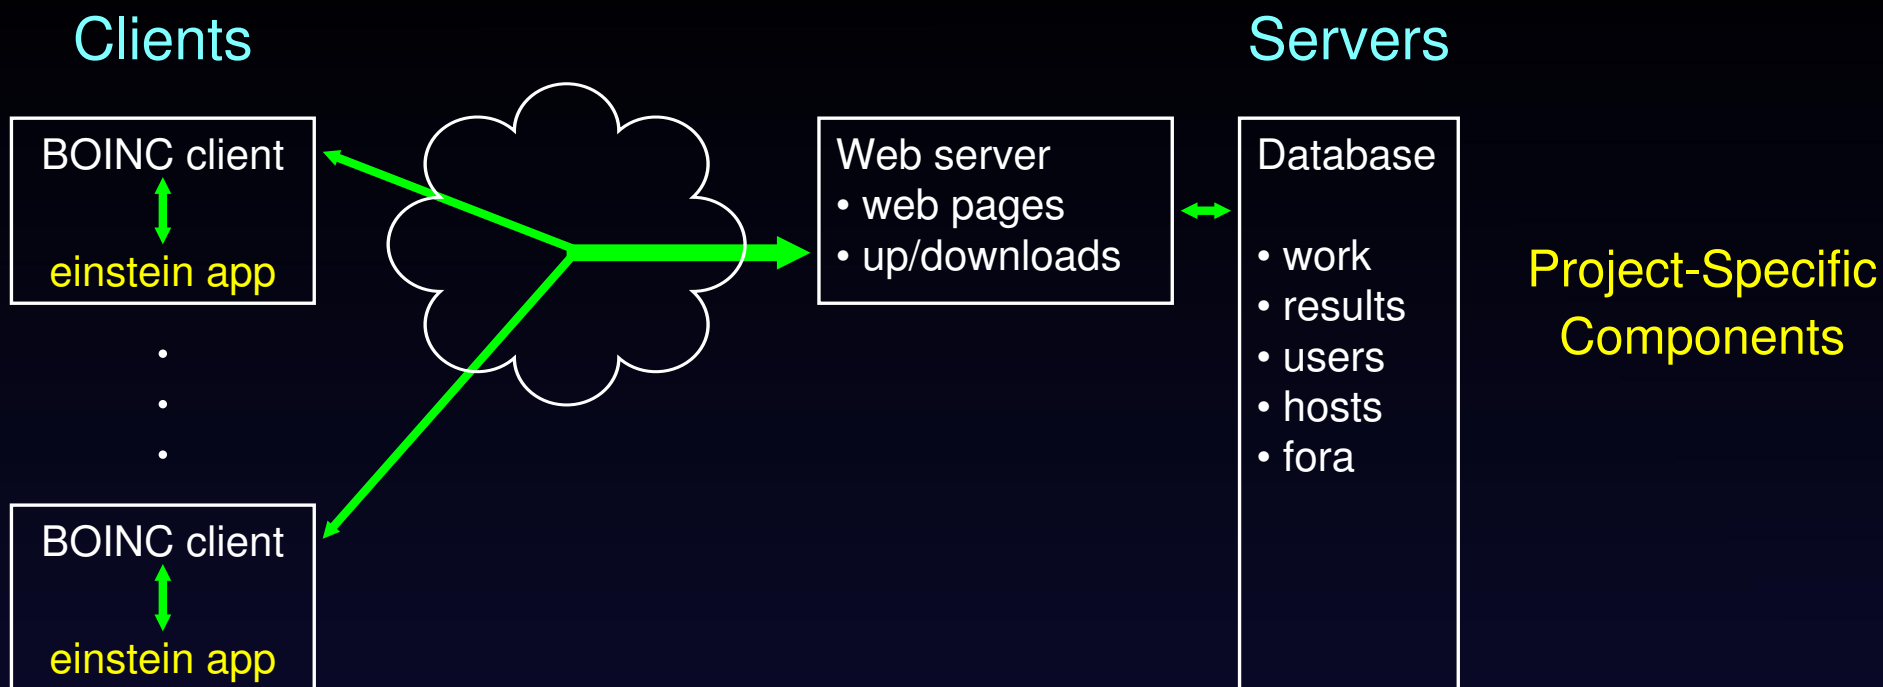 Clients
Servers
BOINC client
einstein app
.
.
.
BOINC client
einstein app
Web server
• web pages
• up/downloads
Database
• work
• results
• users
• hosts
• fora
Project-Specific
Components